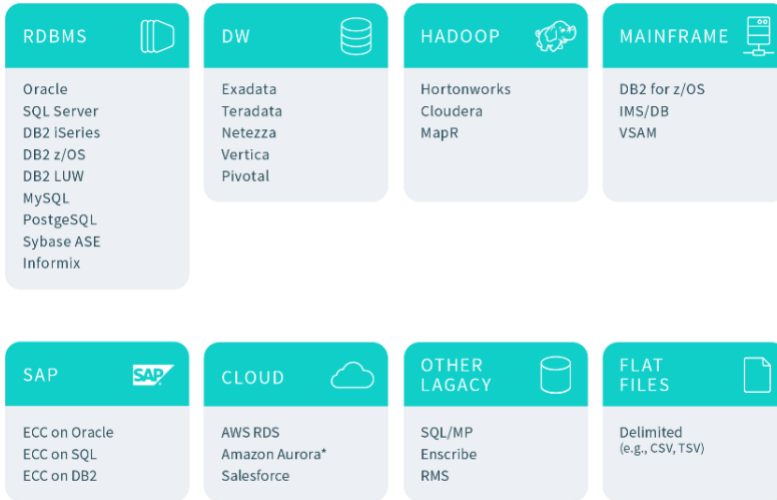 RDBMS
Oracle
SQL Server
DB2 iSeries
DB2 z/OS
DB2 LUW
MySQL
PostgeSQL
Sybase ASE
Informix
DW
Exadata
Teradata
Netezza
Vertica
Pivotal
HADOOP
Hortonworks
Cloudera
MapR
MAINFRAME
DB2 for z/OS
IMS/DB
VSAM
SAP
SAP
ECC on Oracle
ECC on SQL
ECC on DB2
CLOUD
AWS RDS
Amazon Aurora*
Salesforce
OTHER
LAGACY
SQL/MP
Enscribe
RMS
FLAT
FILES
Delimited
(e.g., CSV, TSV)